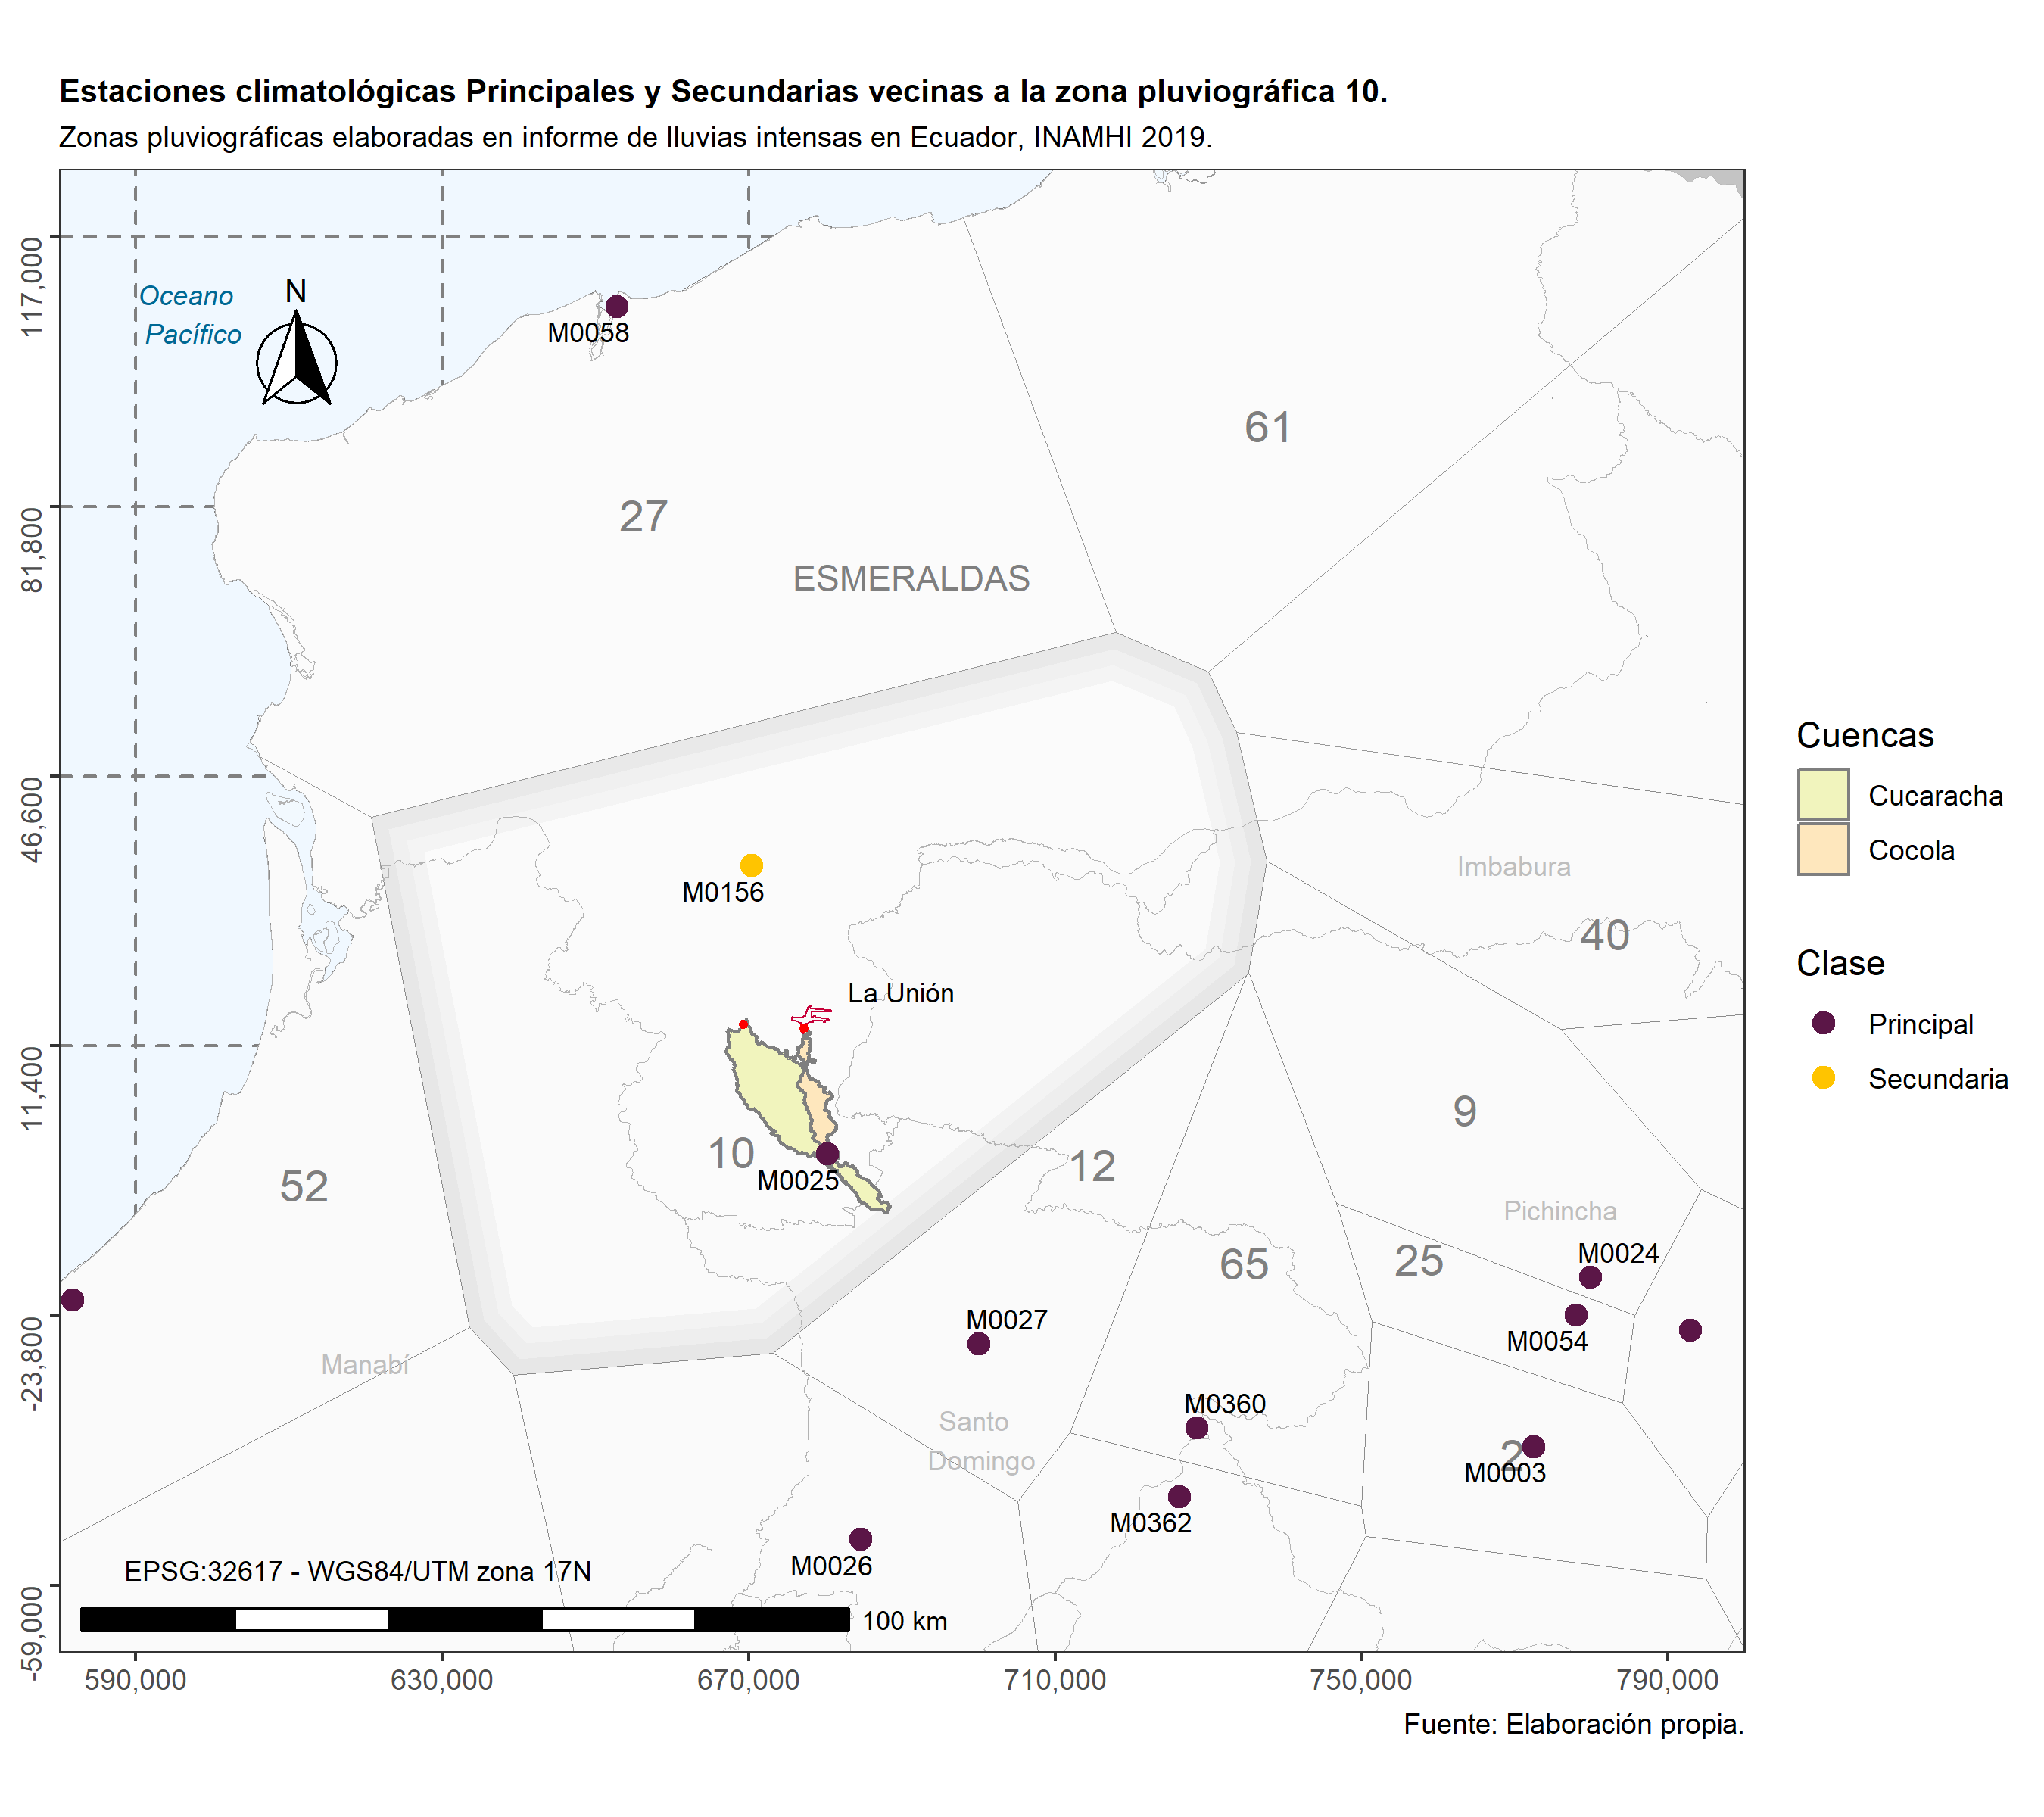 Estaciones climatológicas Principales y Secundarias vecinas a la zona pluviográfica 10.
Zonas pluviográficas elaboradas en informe de lluvias intensas en Ecuador, INAMHI 2019.
117,000
81,800
46,600
11,400
-23,800
-59,000
Oceano
Pacífico
N
M0058
61
27
ESMERALDAS
M0156
Imbabura
40
La Unión
9
10
M0025
12
52
Pichincha
65
25
M0024
M0027
M0054
Manabí
M0360
Santo
Domingo
2
M0003
M0362
M0026
EPSG:32617 - WGS84/UTM zona 17N
100 km
590,000
630,000
670,000
710,000
750,000
790,000
Fuente: Elaboración propia.
Cuencas
Cucaracha
Cocola
Clase
Principal
Secundaria